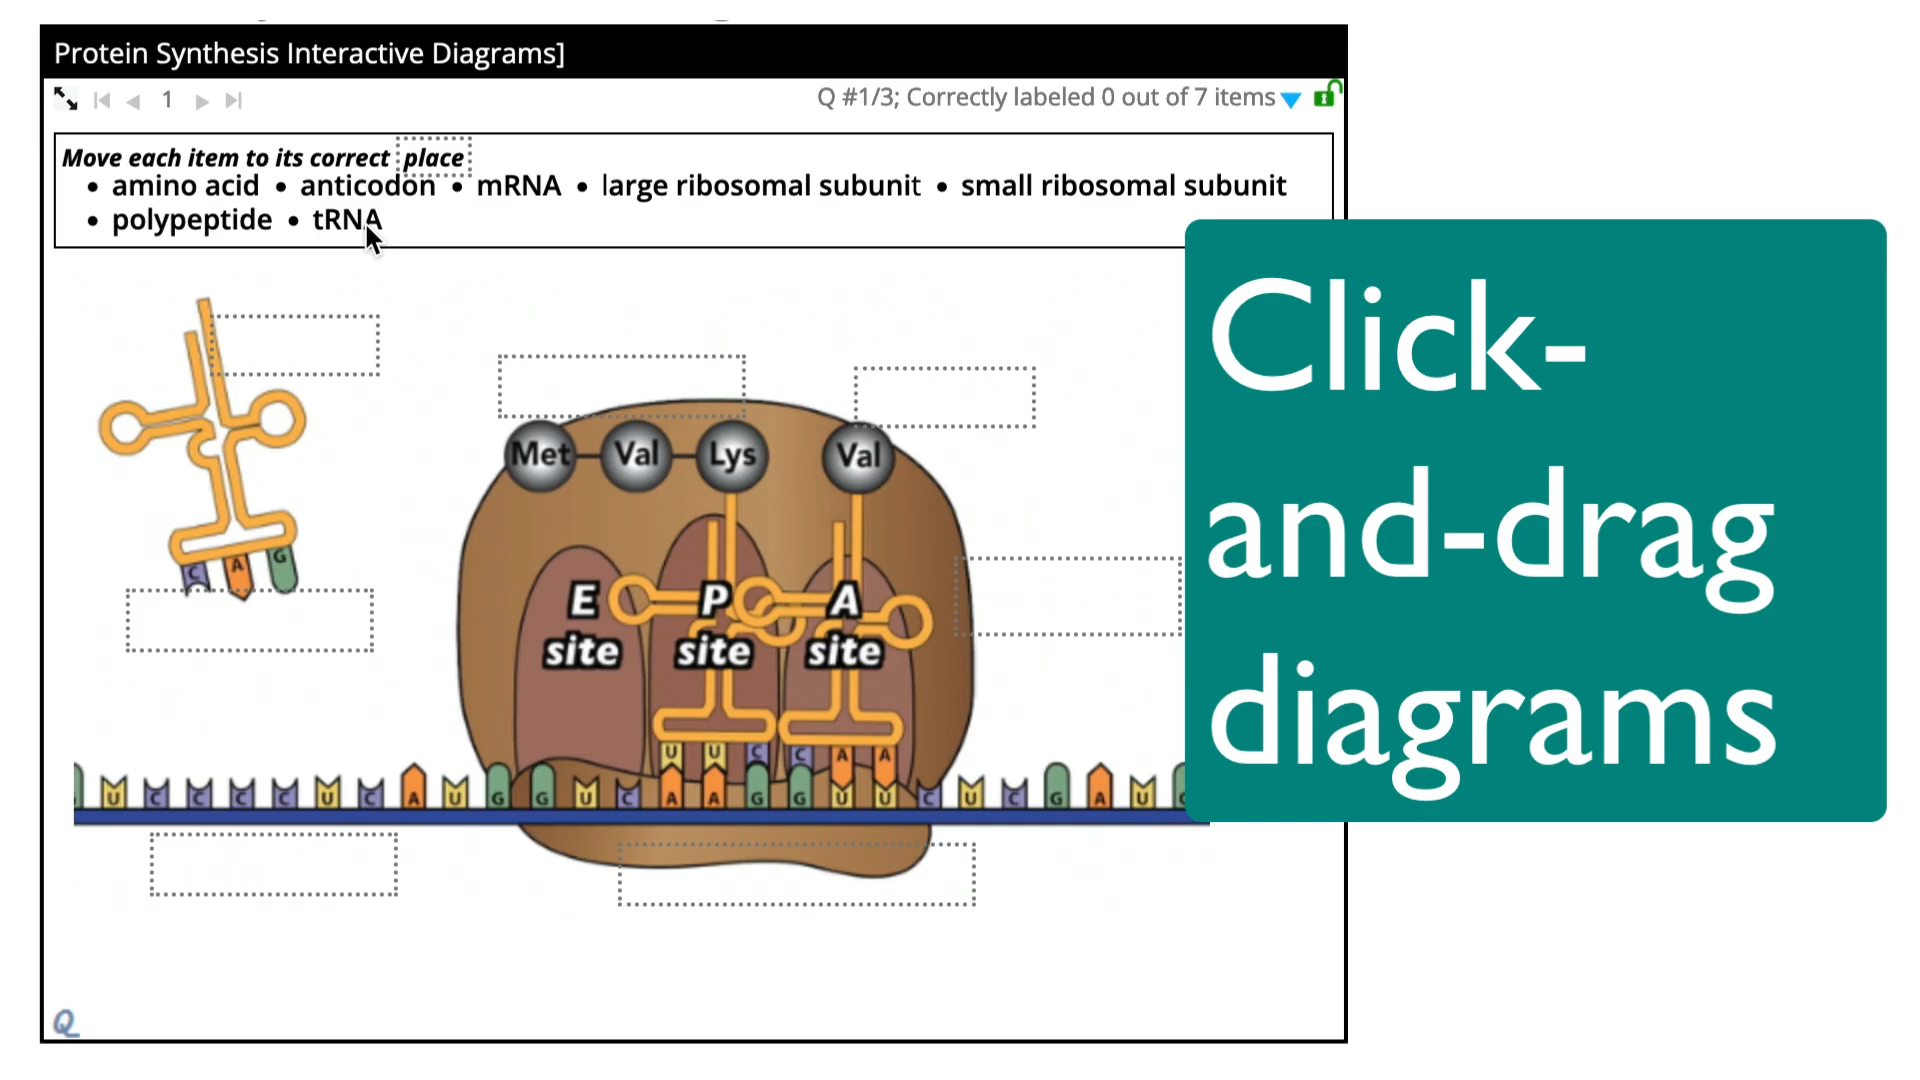 Protein Synthesis Interactive Diagrams]
1
Q #1/3; Correctly labeled 0 out of 7 items
Move each item to its correct place
• amino acid • anticodon • mRNA • large ribosomal subunit • small ribosomal subunit
• polypeptide • tRNA
Click-
and-drag
diagrams
Met Val Lys Val
C A G
E P A
site site site
U U C C A A
U C C C C U C A U G G U C A A G G U U C U C G A U
Q